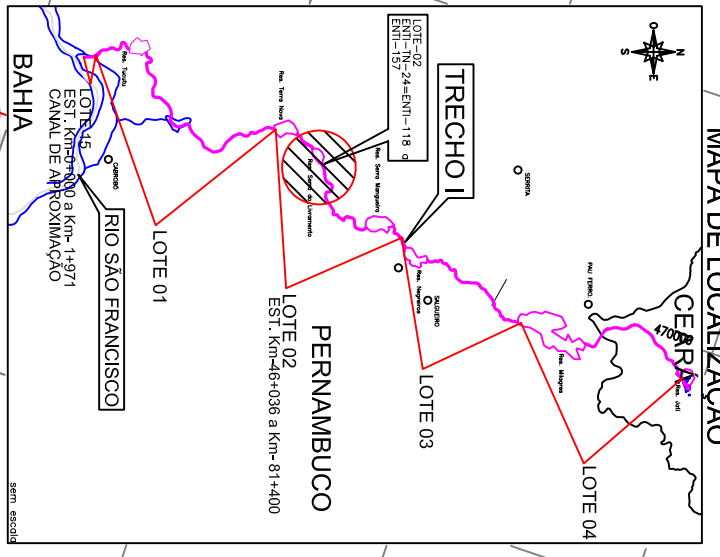 MAPA DE LOCALIZAÇÃO
CEARÁ
Res. Jati
PAU FERRO
SERRITA
N
S
E
O
TRECHO I
LOTE-02
ENTI-TN-24=ENTI-118 a
ENTI-157
Res. Milagres
SALGUEIRO
Res. Negreiros
Res. Serra Mangueira
Res. Serra do Livramento
Res. Terra Nova
Res. Tucutu
CABROBÓ
LOTE 04
LOTE 03
PERNAMBUCO
LOTE 02
EST. Km-46+036 a Km- 81+400
LOTE 01
RIO SÃO FRANCISCO
LOTE 15
EST. Km-0+000 a Km- 1+971
CANAL DE APROXIMAÇÃO
BAHIA
sem escala